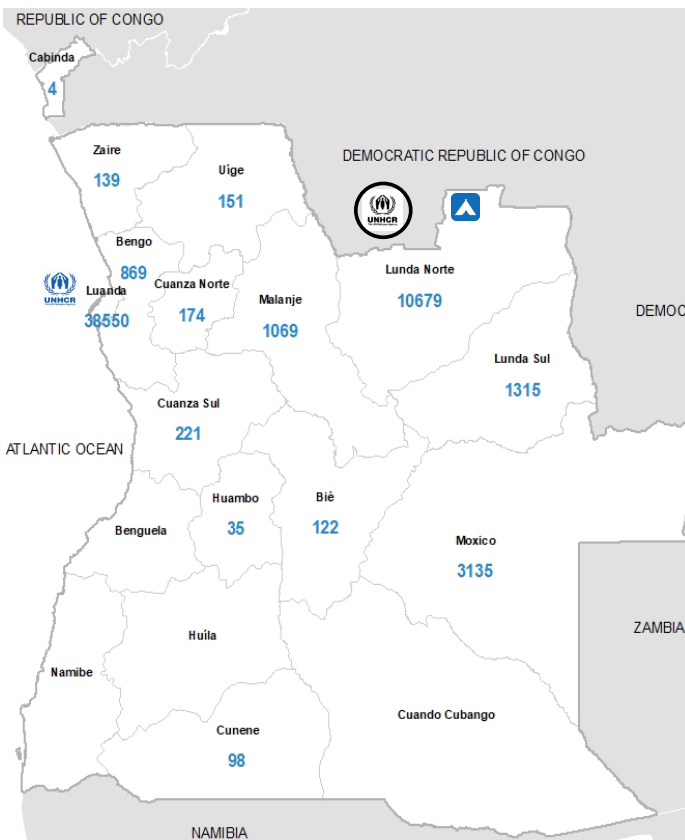 REPUBLIC OF CONGO
Cabinda
4
Zaire
139
Uíge
151
DEMOCRATIC REPUBLIC OF CONGO
UNHCR
Bengo
869
Lunda Norte
10679
UNHCR
Luanda
38550
Cuanza Norte
174
Malanje
1069
DEMOC
Lunda Sul
1315
Cuanza Sul
221
ATLANTIC OCEAN
Huambo
35
Bié
122
Benguela
Moxico
3135
ZAMBIA
Huíla
Namibe
Cuando Cubango
Cunene
98
NAMIBIA